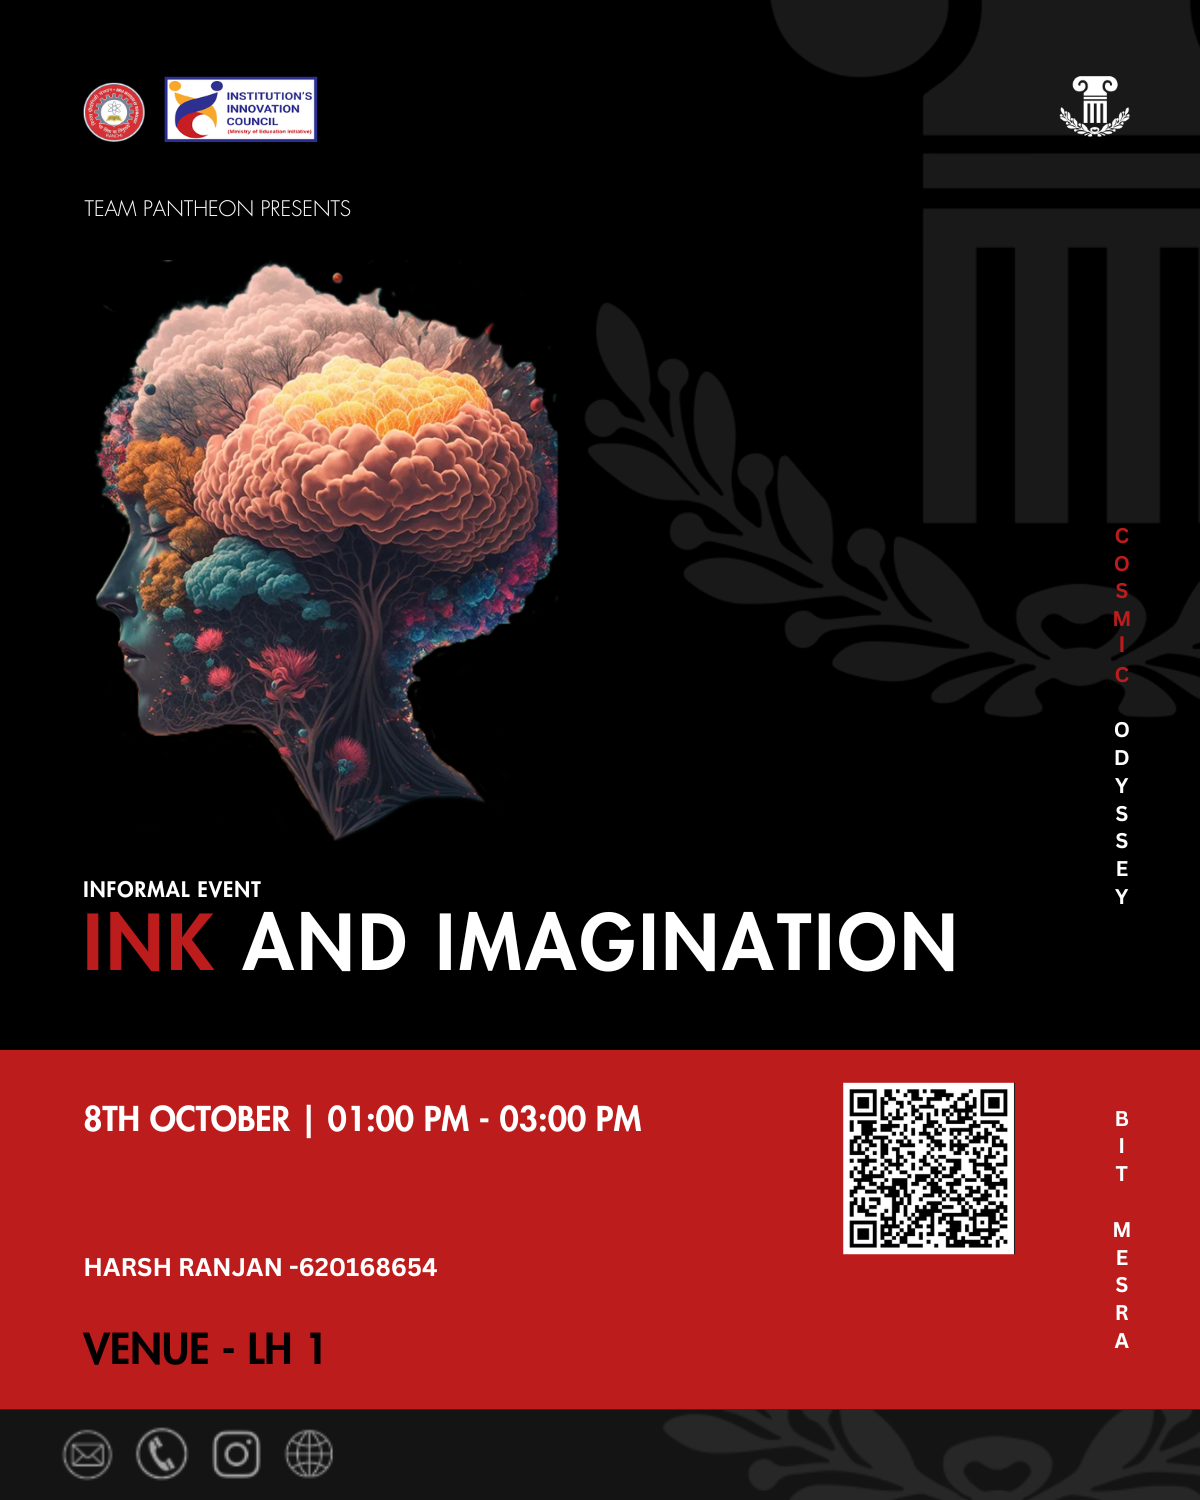 INSTITUTION'S
INNOVATION
COUNCIL
(Ministry of Education Initiative)
TEAM PANTHEON PRESENTS
COSMIC ODYSSEY
INFORMAL EVENT
INK AND IMAGINATION
8TH OCTOBER | 01:00 PM - 03:00 PM
BIT MESRA
HARSH RANJAN -620168654
VENUE - LH 1